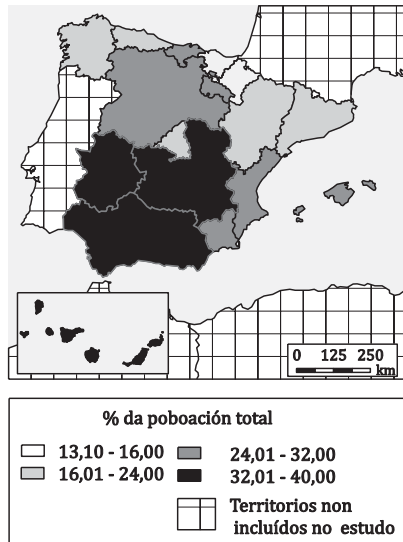 0 125 250
km
% da poboación total
13,10 - 16,00
16,01 - 24,00
24,01 - 32,00
32,01 - 40,00
Territorios non
incluídos no estudo